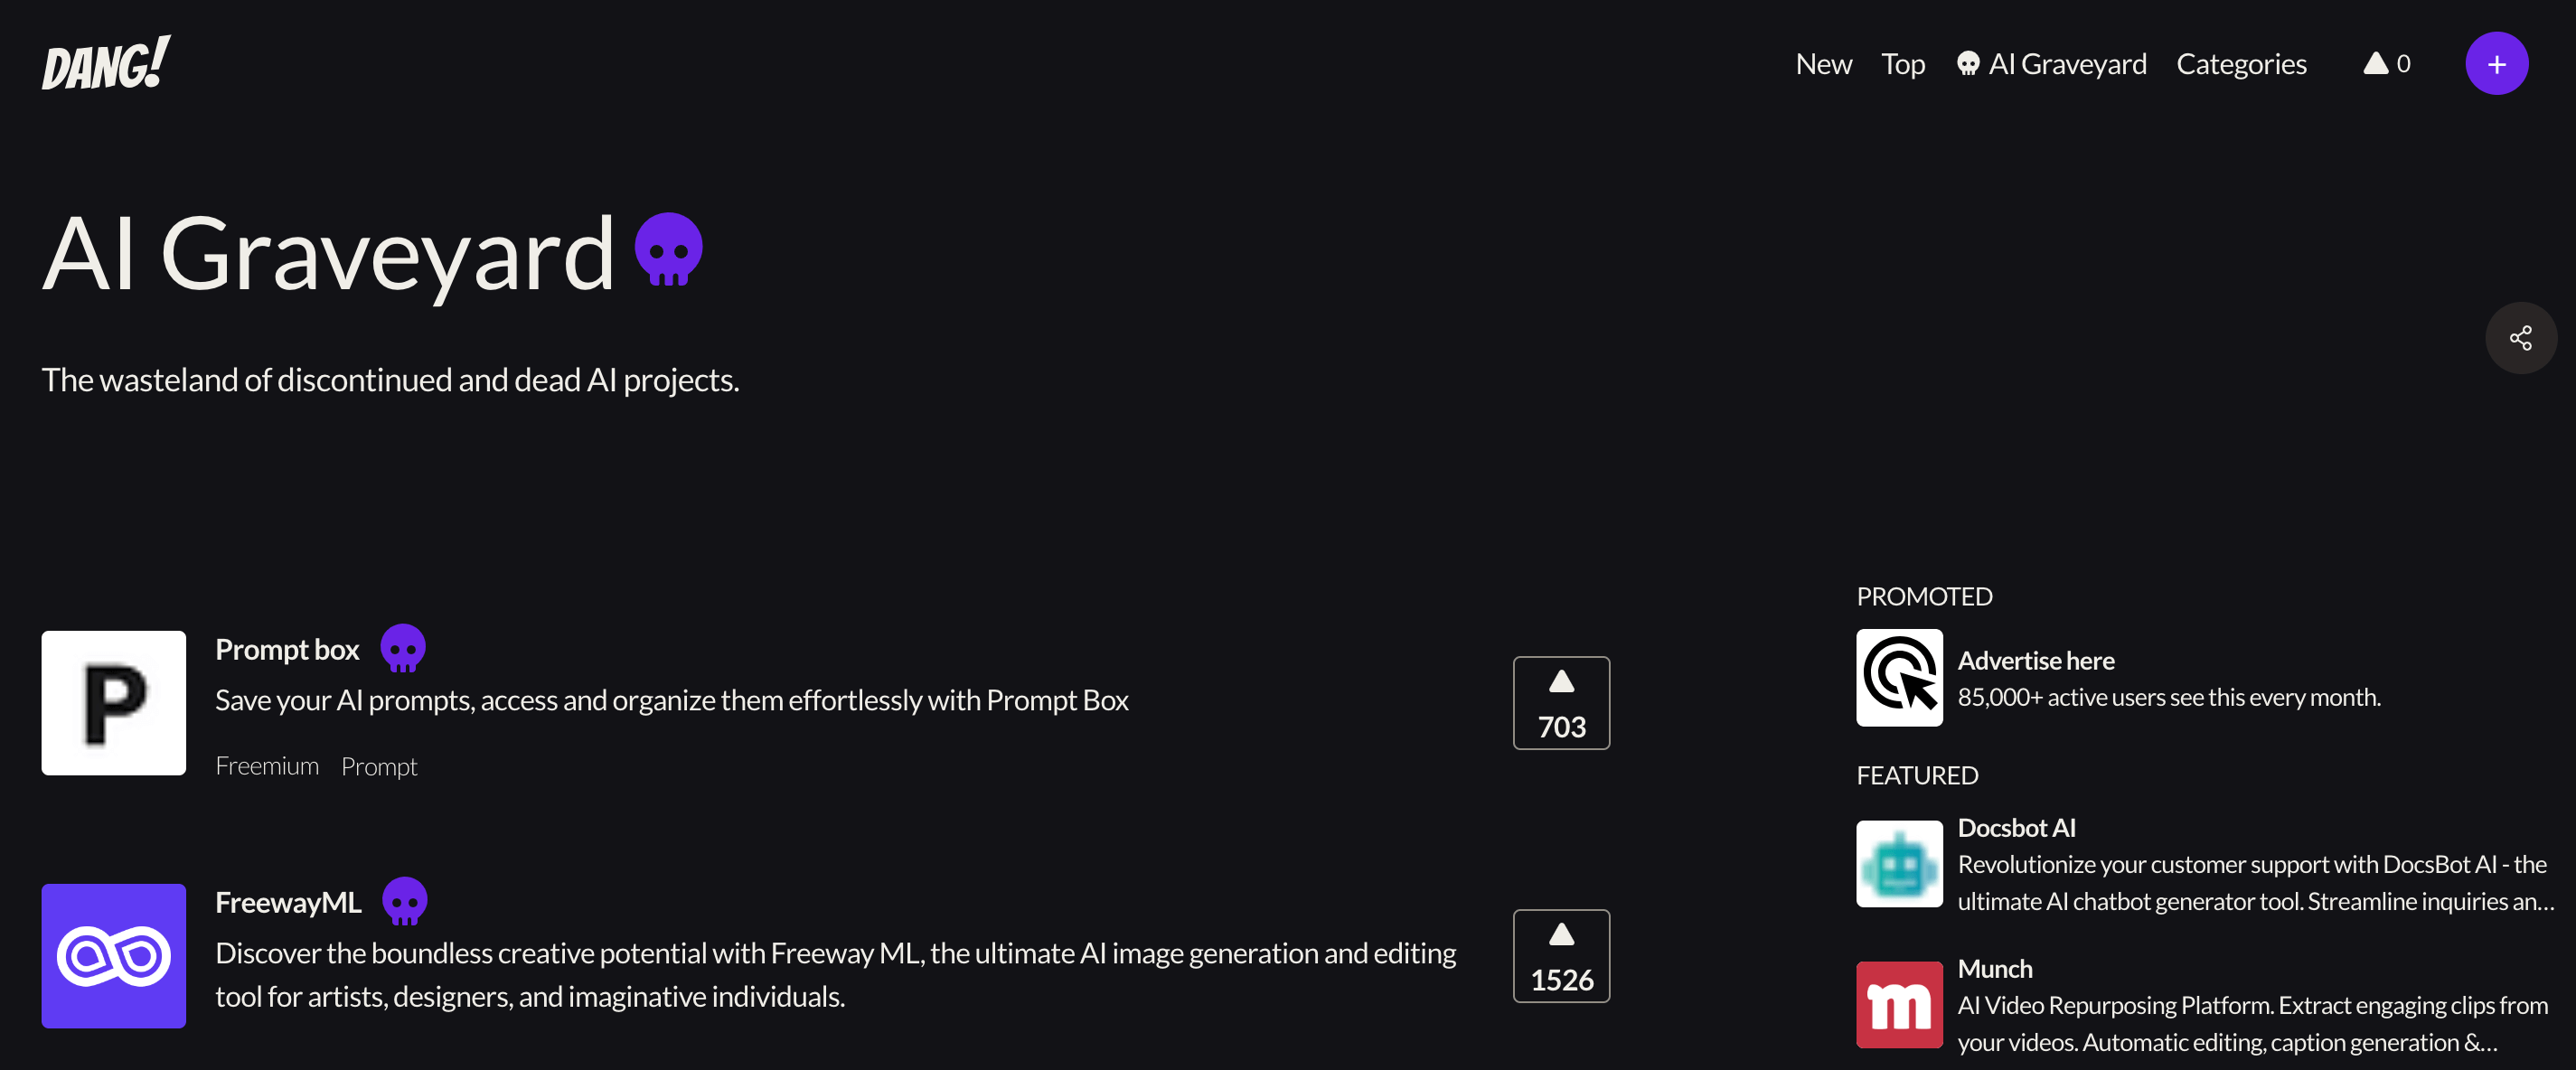 DANG!
New Top AI Graveyard Categories 0 +
AI Graveyard
The wasteland of discontinued and dead AI projects.
P
Prompt box
Save your AI prompts, access and organize them effortlessly with Prompt Box
Freemium Prompt
703
FreewayML
Discover the boundless creative potential with Freeway ML, the ultimate AI image generation and editing
tool for artists, designers, and imaginative individuals.
1526
PROMOTED
Advertise here
85,000+ active users see this every month.
FEATURED
Docsbot AI
Revolutionize your customer support with DocsBot AI - the
ultimate AI chatbot generator tool. Streamline inquiries an...
m
Munch
AI Video Repurposing Platform. Extract engaging clips from
your videos. Automatic editing, caption generation &...